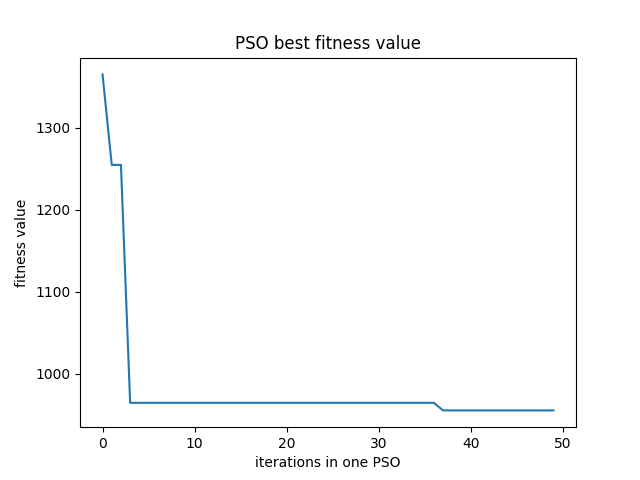 PSO best fitness value
fitness value
1300
1200
1100
1000
0 10 20 30 40 50
iterations in one PSO